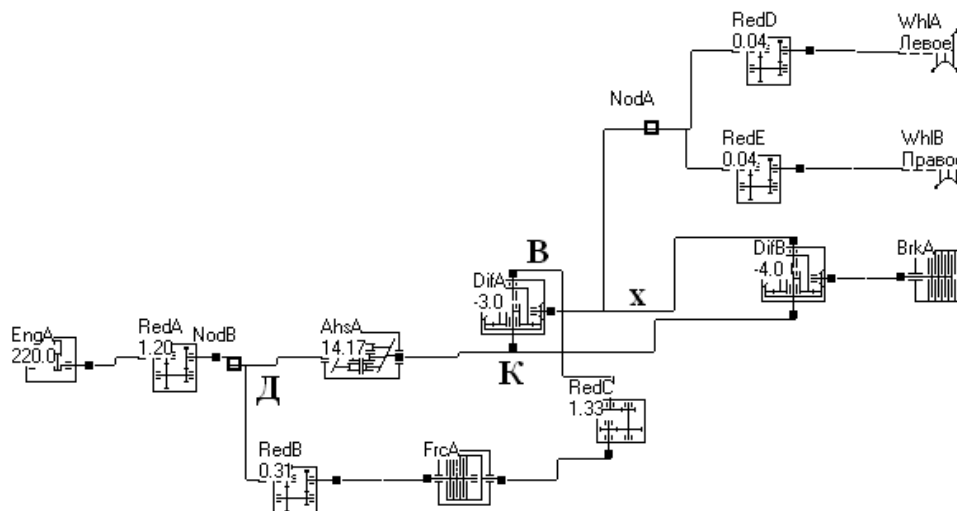 RedD
0.04
WhlA
Левое
NodA
RedE
0.04
WhlB
Правое
В
DifA
-3.0
х
DifB
-4.0
BrkA
EngA
220.0
RedA
1.20
NodB
AhsA
14.17
Д
К
RedC
1.33
RedB
0.31
FrcA